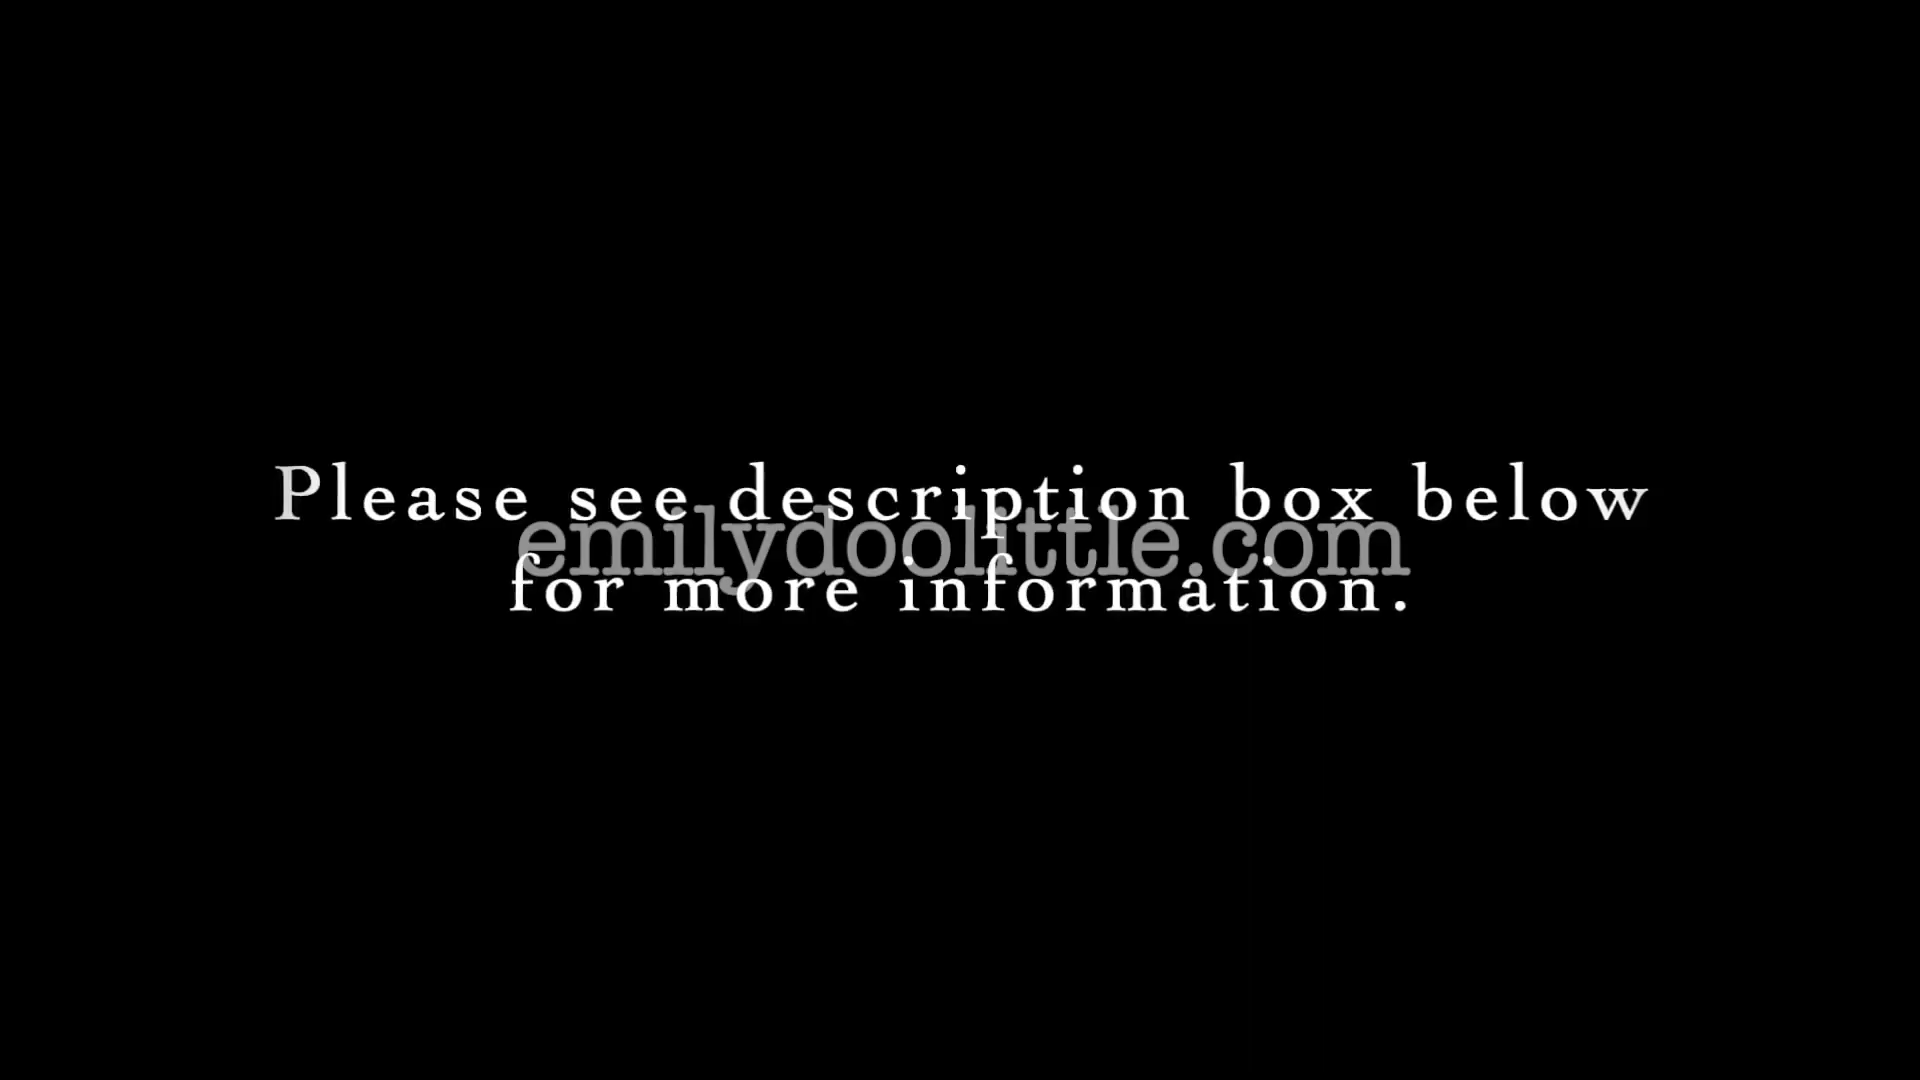 Please see description box below
emilydoolittle.com
for more information.